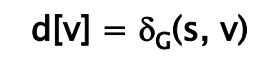 d[v] = δG(s, v)